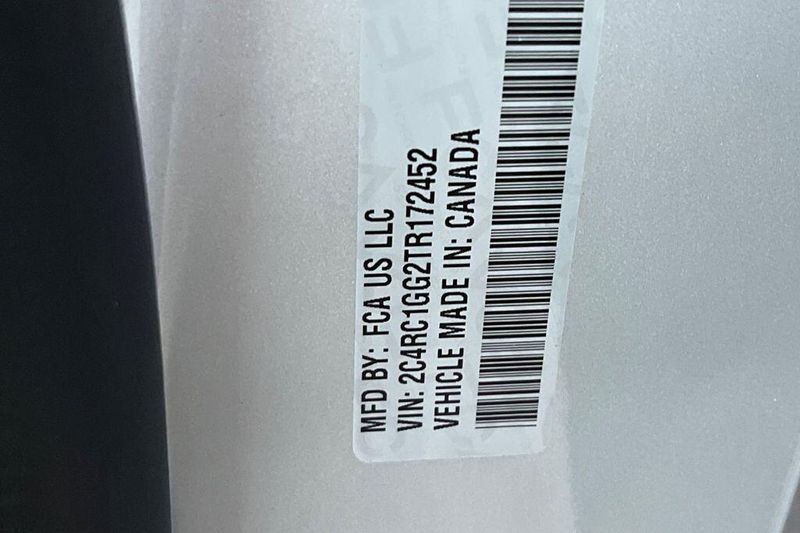 MFD BY: FCA US LLC
VIN: 2C4RC1GG2TR172452
VEHICLE MADE IN: CANADA